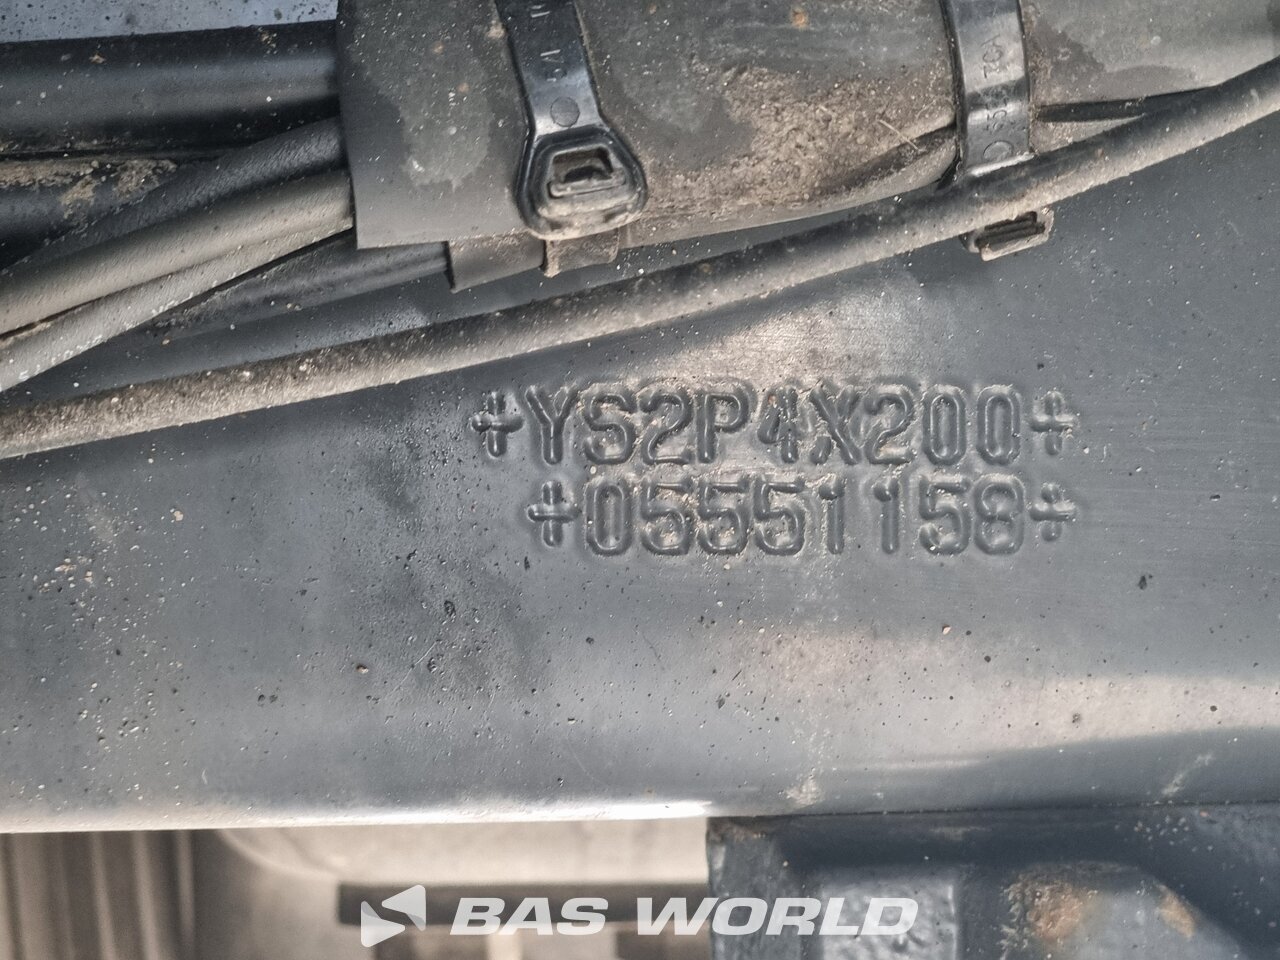 +YS2P4X200+
+05551158+
BAS WORLD